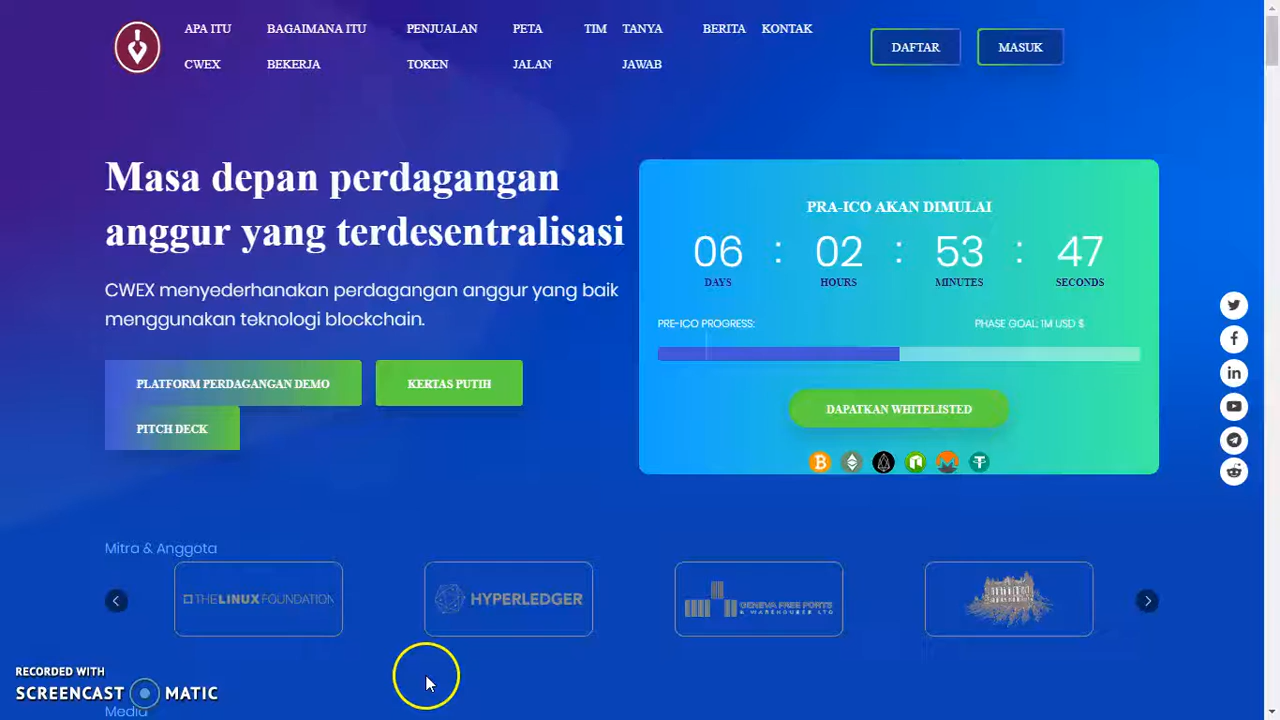 APA ITU CWEX
BAGAIMANA ITU BEKERJA
PENJUALAN TOKEN
PETA JALAN
TIM
TANYA JAWAB
BERITA
KONTAK
DAFTAR
MASUK
Masa depan perdagangan
anggur yang terdesentralisasi
CWEX menyederhanakan perdagangan anggur yang baik
menggunakan teknologi blockchain.
PLATFORM PERDAGANGAN DEMO
KERTAS PUTIH
PITCH DECK
PRA-ICO AKAN DIMULAI
06 : 02 : 53 : 47
DAYS HOURS MINUTES SECONDS
PRE-ICO PROGRESS: PHASE GOAL: 1M USD $
DAPATKAN WHITELISTED
Mitra & Anggota
THE LINUX FOUNDATION
HYPERLEDGER
GENEVA FREE PORTS
& WAREHOUSES LTD
RECORDED WITH
SCREENCAST MATIC
Media